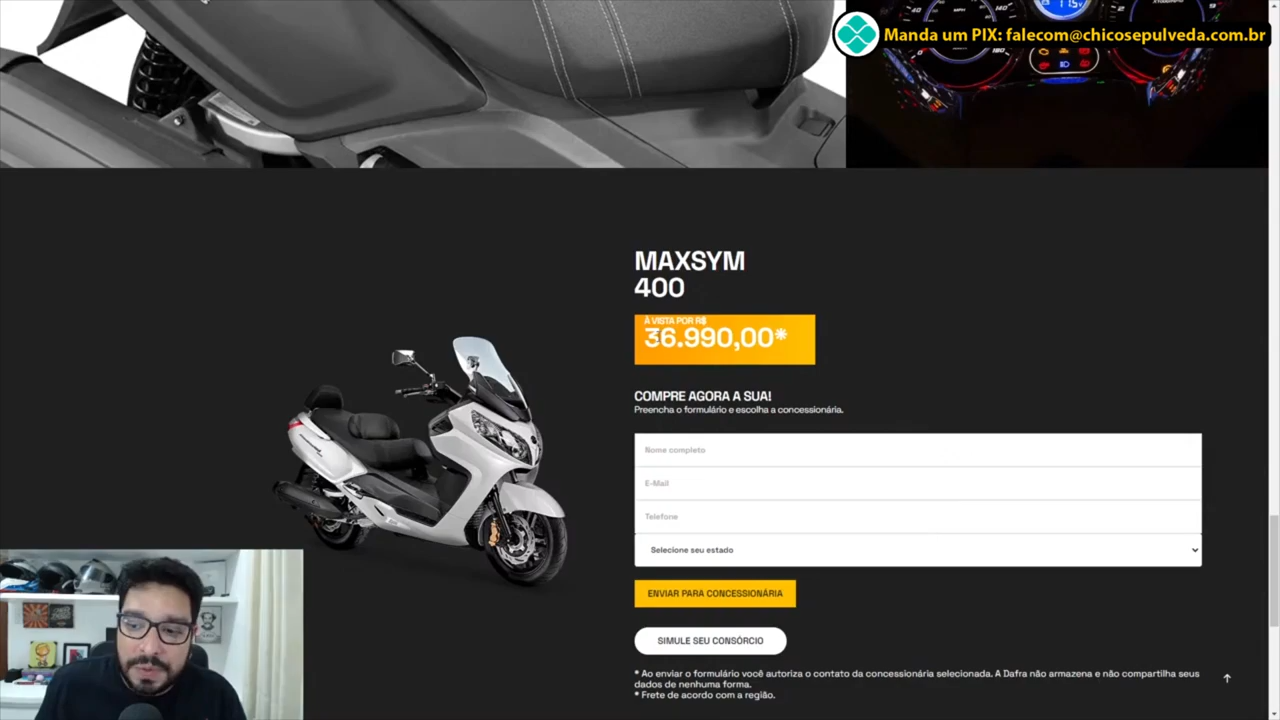 Manda um PIX: falecom@chicosepulveda.com.br
MAXSYM
400
À VISTA POR R$
36.990,00*
COMPRE AGORA A SUA!
Preencha o formulário e escolha a concessionária.
Nome completo
E-Mail
Telefone
Selecione seu estado
ENVIAR PARA CONCESSIONÁRIA
SIMULE SEU CONSÓRCIO
* Ao enviar o formulário você autoriza o contato da concessionária selecionada. A Dafra não armazena e não compartilha seus
dados de nenhuma forma.
* Frete de acordo com a região.